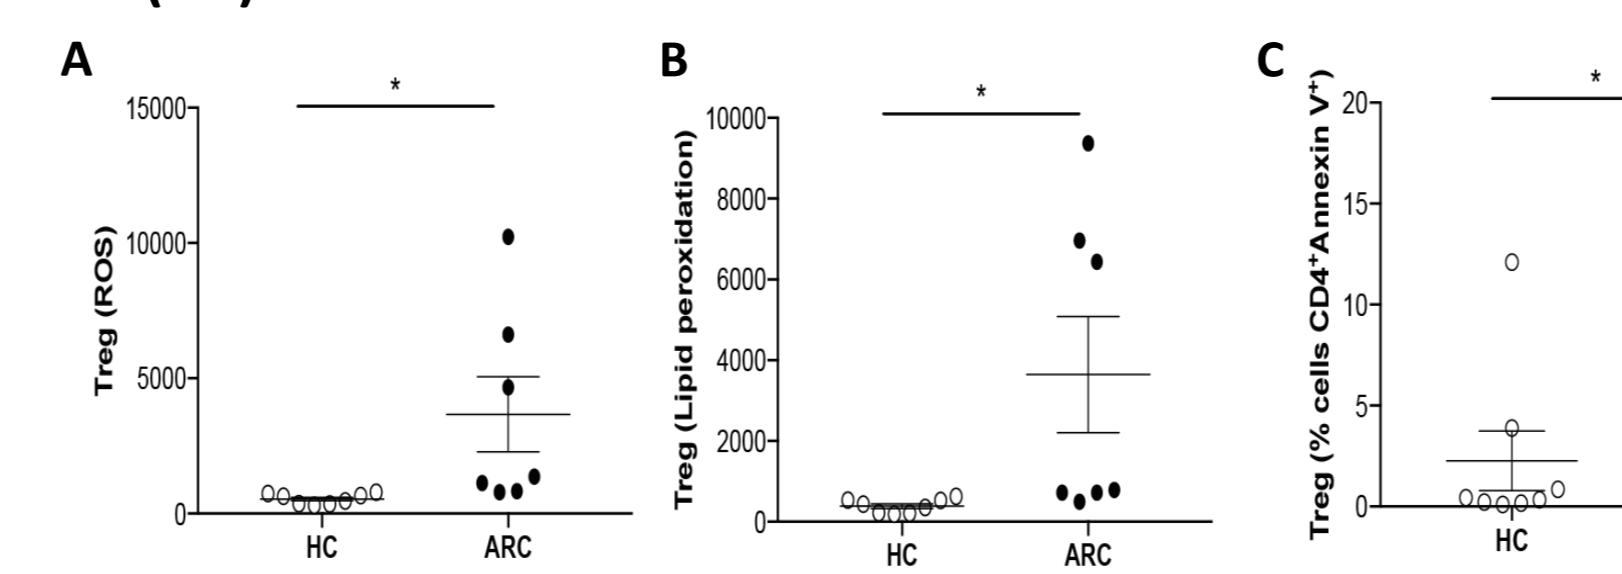 A
*
Treg (ROS)
15000
10000
5000
0
HC ARC
B
*
Treg (Lipid peroxidation)
10000
8000
6000
4000
2000
0
HC ARC
C
*
Treg (% cells CD4⁺Annexin V⁺)
20
15
10
5
0
HC